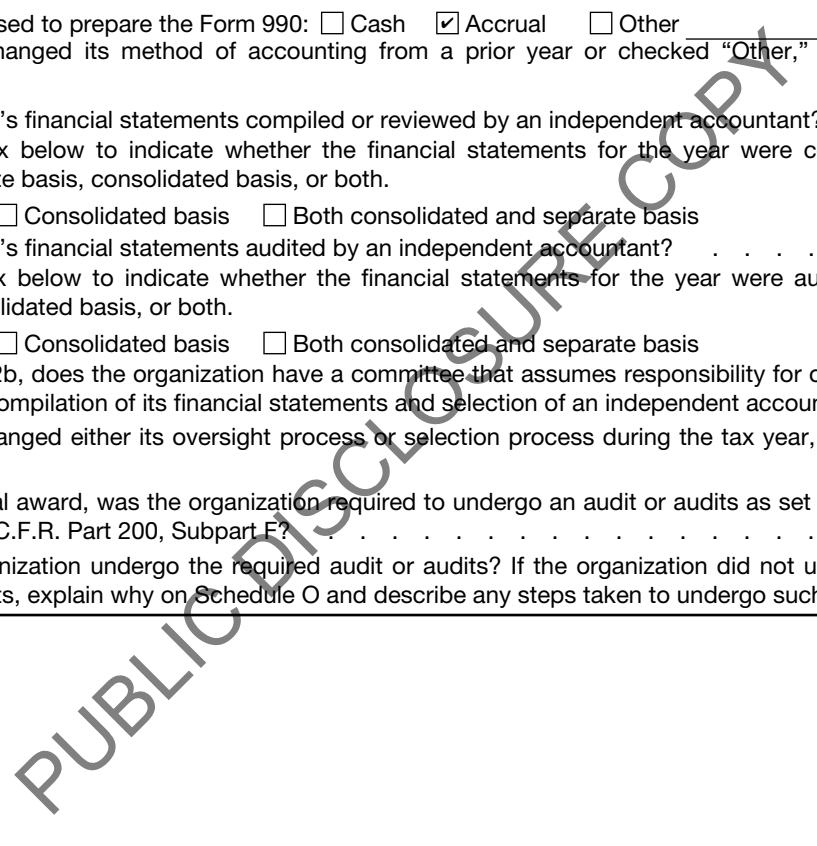 sed to prepare the Form 990: ☐ Cash ☑ Accrual ☐ Other
hanged its method of accounting from a prior year or checked “Other,”
’s financial statements compiled or reviewed by an independent accountant?
x below to indicate whether the financial statements for the year were c
te basis, consolidated basis, or both.
☐ Consolidated basis ☐ Both consolidated and separate basis
’s financial statements audited by an independent accountant? . . . .
x below to indicate whether the financial statements for the year were au
lidated basis, or both.
☐ Consolidated basis ☐ Both consolidated and separate basis
2b, does the organization have a committee that assumes responsibility for o
ompilation of its financial statements and selection of an independent accoun
anged either its oversight process or selection process during the tax year,
al award, was the organization required to undergo an audit or audits as set
C.F.R. Part 200, Subpart F? . . . . . . . . . . . . . . .
nization undergo the required audit or audits? If the organization did not u
ts, explain why on Schedule O and describe any steps taken to undergo such
PUBLIC DISCLOSURE COPY